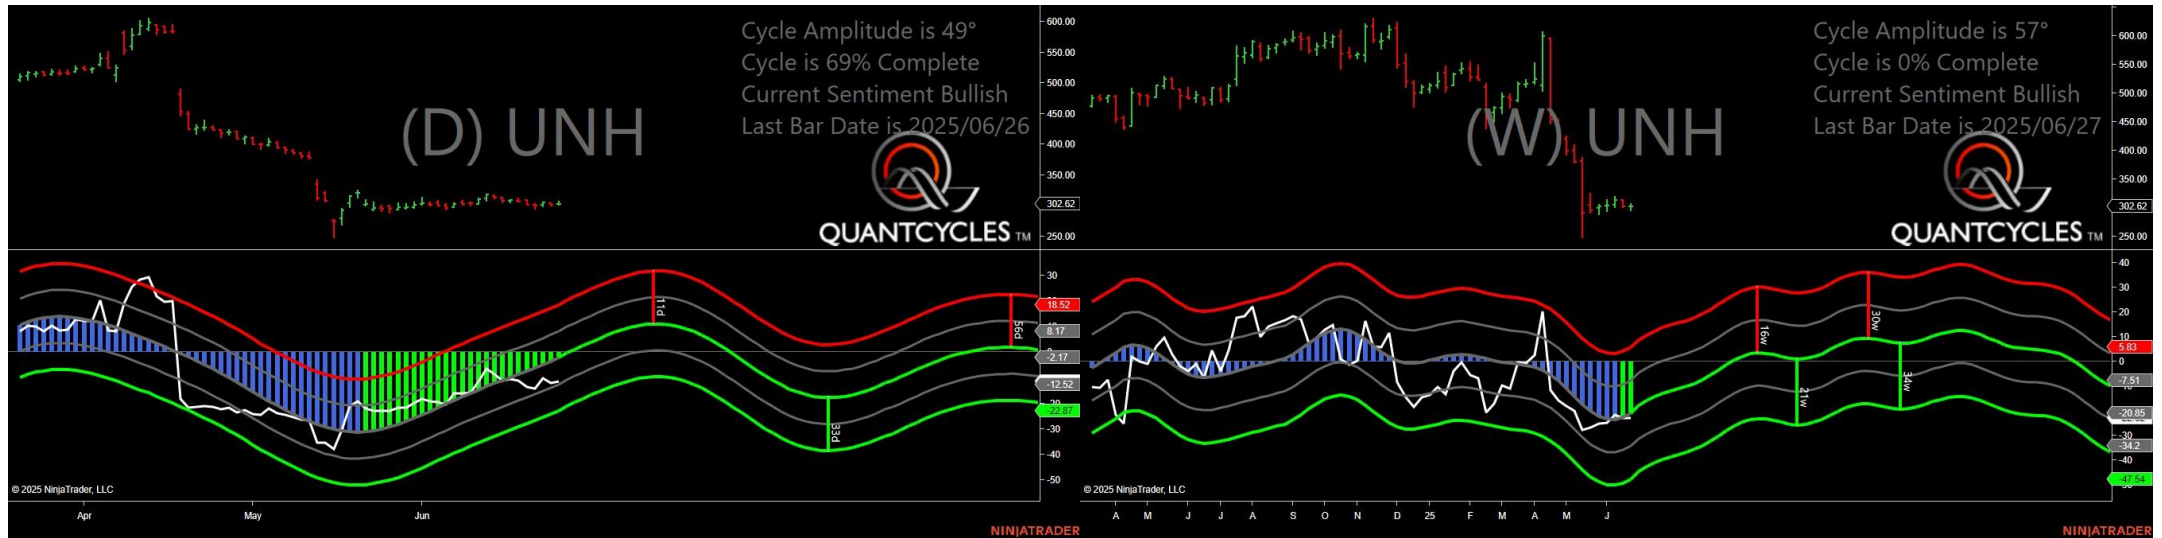 Cycle Amplitude is 49°
Cycle is 69% Complete
Current Sentiment Bullish
Last Bar Date is 2025/06/26
(D) UNH
QUANTCYCLES TM
600.00
550.00
500.00
450.00
400.00
350.00
302.62
250.00
30
18.52
8.17
-2.17
-12.52
-22.87
-30
-40
-50
11d
33d
56d
© 2025 NinjaTrader, LLC
Apr
May
Jun
NINJATRADER
Cycle Amplitude is 57°
Cycle is 0% Complete
Current Sentiment Bullish
Last Bar Date is 2025/06/27
(W) UNH
QUANTCYCLES TM
600.00
550.00
500.00
450.00
400.00
350.00
302.62
250.00
40
30
20
10
5.83
0
-7.51
-20.85
-30
-34.2
-40
-47.54
16w
21w
30w
34w
© 2025 NinjaTrader, LLC
A M J J A S O N D 25 F M A M J
NINJATRADER